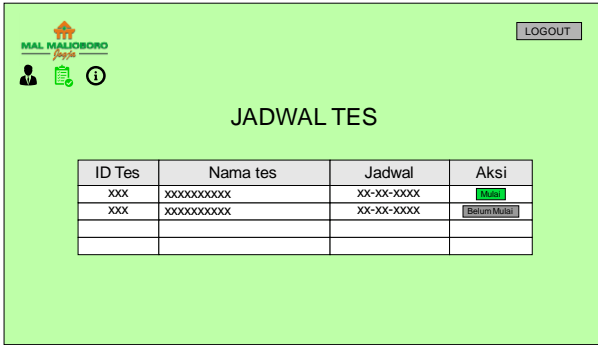 LOGOUT
MAL MALIOBORO
Jogja
JADWAL TES
ID Tes Nama tes Jadwal Aksi
xxx xxxxxxxxxx xx-xx-xxxx Mulai
xxx xxxxxxxxxx xx-xx-xxxx Belum Mulai